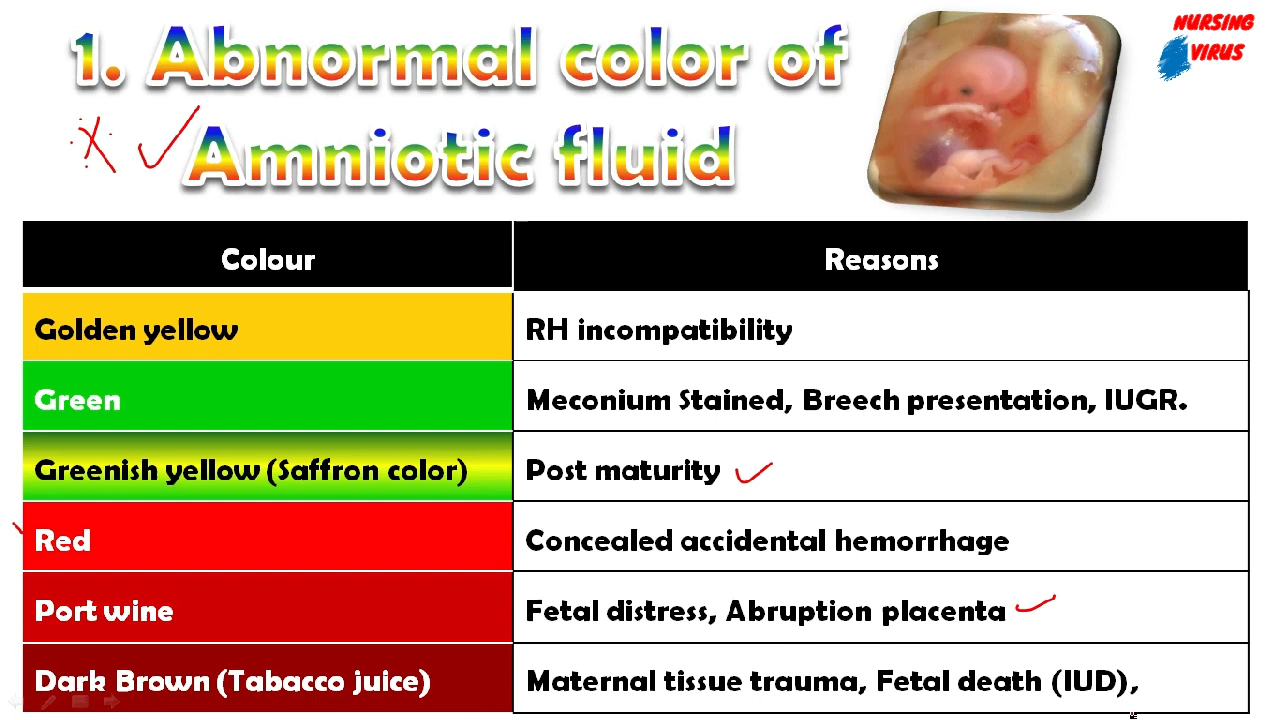 1. Abnormal color of
Amniotic fluid
NURSING
VIRUS
Colour
Reasons
Golden yellow
RH incompatibility
Green
Meconium Stained, Breech presentation, IUGR.
Greenish yellow (Saffron color)
Post maturity
Red
Concealed accidental hemorrhage
Port wine
Fetal distress, Abruption placenta
Dark Brown (Tabacco juice)
Maternal tissue trauma, Fetal death (IUD),